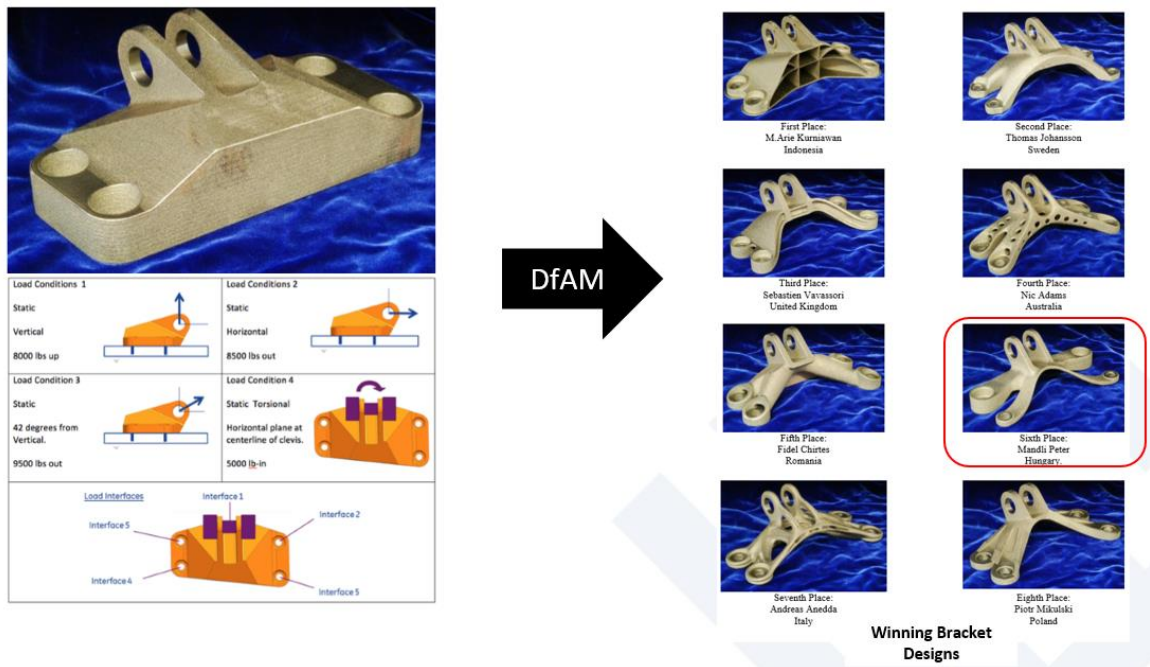 Load Conditions 1
Static
Vertical
8000 lbs up
Load Conditions 2
Static
Horizontal
8500 lbs out
Load Condition 3
Static
42 degrees from
Vertical.
9500 lbs out
Load Condition 4
Static Torsional
Horizontal plane at
centerline of clevis.
5000 lb-in
Load Interfaces
Interface 1
Interface 5
Interface 2
Interface 4
Interface 5
DfAM
First Place:
M.Arie Kurniawan
Indonesia
Second Place:
Thomas Johansson
Sweden
Third Place:
Sebastien Vavassori
United Kingdom
Fourth Place:
Nic Adams
Australia
Fifth Place:
Fidel Chirtes
Romania
Sixth Place:
Mandli Peter
Hungary.
Seventh Place:
Andreas Anedda
Italy
Eighth Place:
Piotr Mikulski
Poland
Winning Bracket
Designs